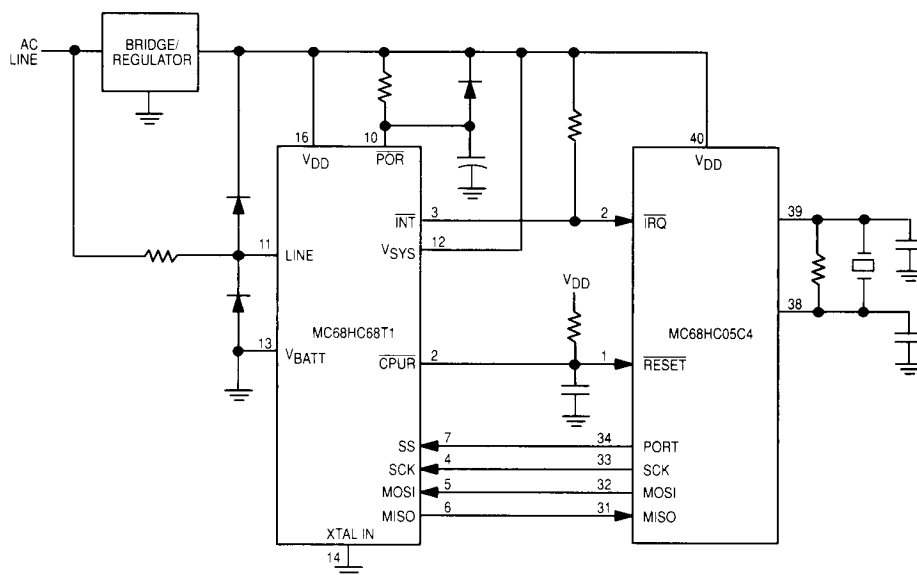 AC
LINE
BRIDGE/
REGULATOR
16
VDD
10
POR
40
VDD
INT
3
2
IRQ
39
11
LINE
12
VSYS
VDD
38
MC68HC68T1
MC68HC05C4
13
VBATT
CPUR
2
1
RESET
SS
7
34
PORT
SCK
4
33
SCK
MOSI
5
32
MOSI
MISO
6
31
MISO
XTAL IN
14